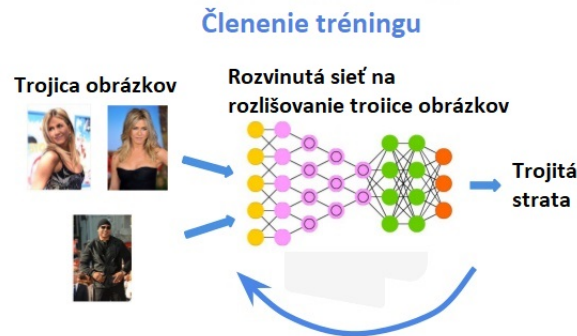 Členenie tréningu
Trojica obrázkov
Rozvinutá sieť na
rozlišovanie trojice obrázkov
Trojitá
strata